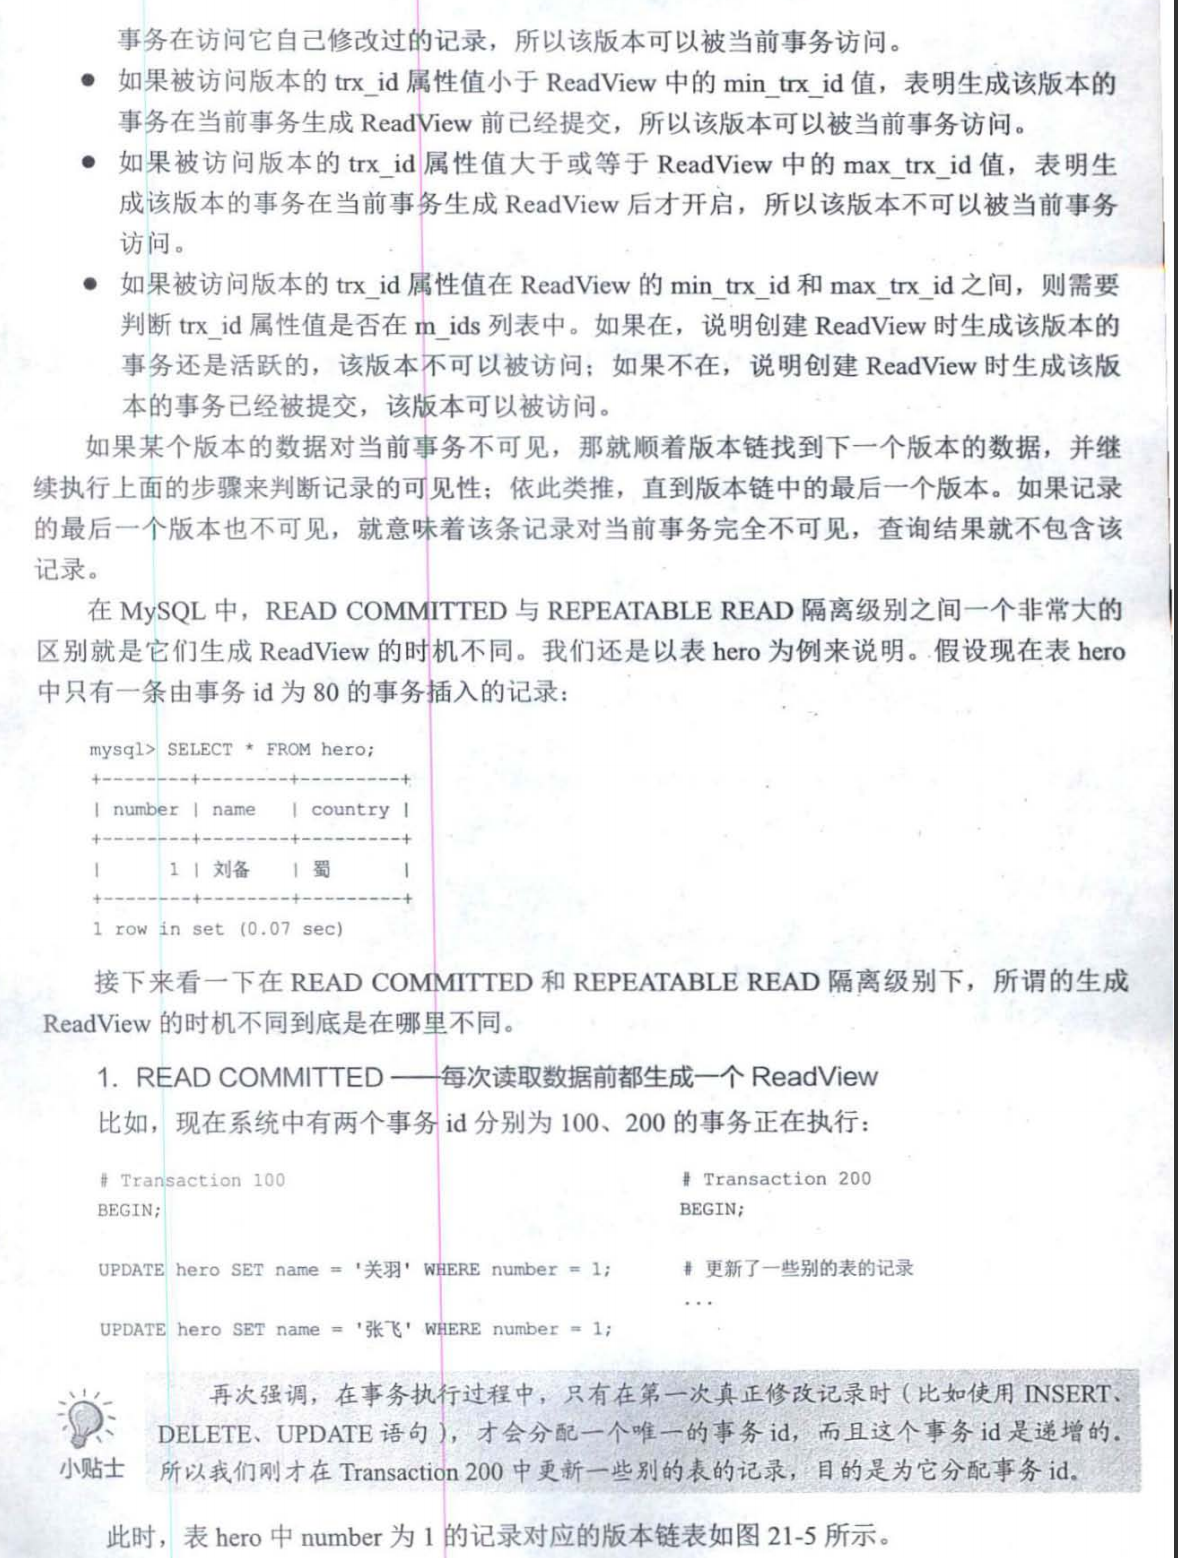 事务在访问它自己修改过的记录，所以该版本可以被当前事务访问。
● 如果被访问版本的 trx_id 属性值小于 ReadView 中的 min_trx_id 值，表明生成该版本的
事务在当前事务生成 ReadView 前已经提交，所以该版本可以被当前事务访问。
● 如果被访问版本的 trx_id 属性值大于或等于 ReadView 中的 max_trx_id 值，表明生
成该版本的事务在当前事务生成 ReadView 后才开启，所以该版本不可以被当前事务
访问。
● 如果被访问版本的 trx_id 属性值在 ReadView 的 min_trx_id 和 max_trx_id 之间，则需要
判断 trx_id 属性值是否在 m_ids 列表中。如果在，说明创建 ReadView 时生成该版本的
事务还是活跃的，该版本不可以被访问；如果不在，说明创建 ReadView 时生成该版
本的事务已经被提交，该版本可以被访问。
如果某个版本的数据对当前事务不可见，那就顺着版本链找到下一个版本的数据，并继
续执行上面的步骤来判断记录的可见性；依此类推，直到版本链中的最后一个版本。如果记录
的最后一个版本也不可见，就意味着该条记录对当前事务完全不可见，查询结果就不包含该
记录。
在 MySQL 中，READ COMMITTED 与 REPEATABLE READ 隔离级别之间一个非常大的
区别就是它们生成 ReadView 的时机不同。我们还是以表 hero 为例来说明。假设现在表 hero
中只有一条由事务 id 为 80 的事务插入的记录：
mysql> SELECT * FROM hero;
+--------+--------+---------+
| number | name   | country |
+--------+--------+---------+
|      1 | 刘备   | 蜀      |
+--------+--------+---------+
1 row in set (0.07 sec)
接下来看一下在 READ COMMITTED 和 REPEATABLE READ 隔离级别下，所谓的生成
ReadView 的时机不同到底是在哪里不同。
1. READ COMMITTED ——每次读取数据前都生成一个 ReadView
比如，现在系统中有两个事务 id 分别为 100、200 的事务正在执行：
# Transaction 100 # Transaction 200
BEGIN; BEGIN;
UPDATE hero SET name = '关羽' WHERE number = 1; # 更新了一些别的表的记录
...
UPDATE hero SET name = '张飞' WHERE number = 1;
再次强调，在事务执行过程中，只有在第一次真正修改记录时（比如使用 INSERT、
DELETE、UPDATE 语句），才会分配一个唯一的事务 id，而且这个事务 id 是递增的。
小贴士 所以我们刚才在 Transaction 200 中更新一些别的表的记录，目的是为它分配事务 id。
此时，表 hero 中 number 为 1 的记录对应的版本链表如图 21-5 所示。